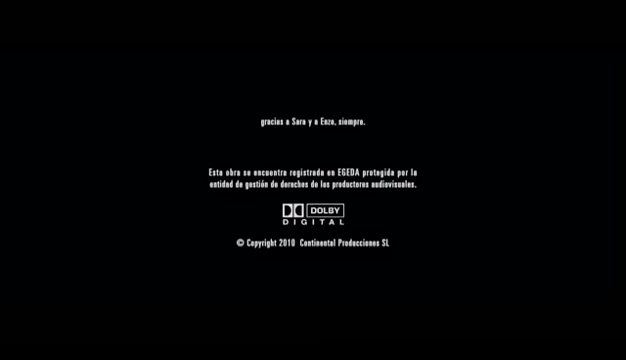 gracias a Sara y a Enzo, siempre.
Esta obra se encuentra registrada en EGEDA protegida por la
entidad de gestión de derechos de los productores audiovisuales.
DOLBY
DIGITAL
© Copyright 2010 Continental Producciones SL